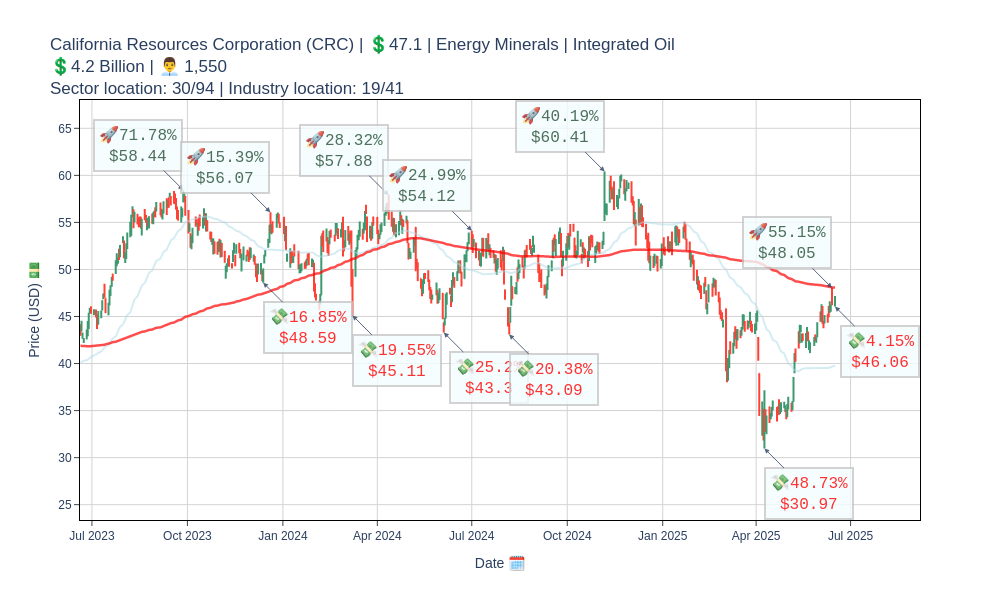 California Resources Corporation (CRC) | 💲47.1 | Energy Minerals | Integrated Oil
💲4.2 Billion | 👨‍💼 1,550
Sector location: 30/94 | Industry location: 19/41
🚀71.78%
$58.44
🚀15.39%
$56.07
🚀28.32%
$57.88
🚀24.99%
$54.12
🚀40.19%
$60.41
🚀55.15%
$48.05
💸16.85%
$48.59
💸19.55%
$45.11
💸25.2
$43.3
💸20.38%
$43.09
💸4.15%
$46.06
💸48.73%
$30.97
65
60
55
50
45
40
35
30
25
Price (USD) 💵
Jul 2023
Oct 2023
Jan 2024
Apr 2024
Jul 2024
Oct 2024
Jan 2025
Apr 2025
Jul 2025
Date 🗓️